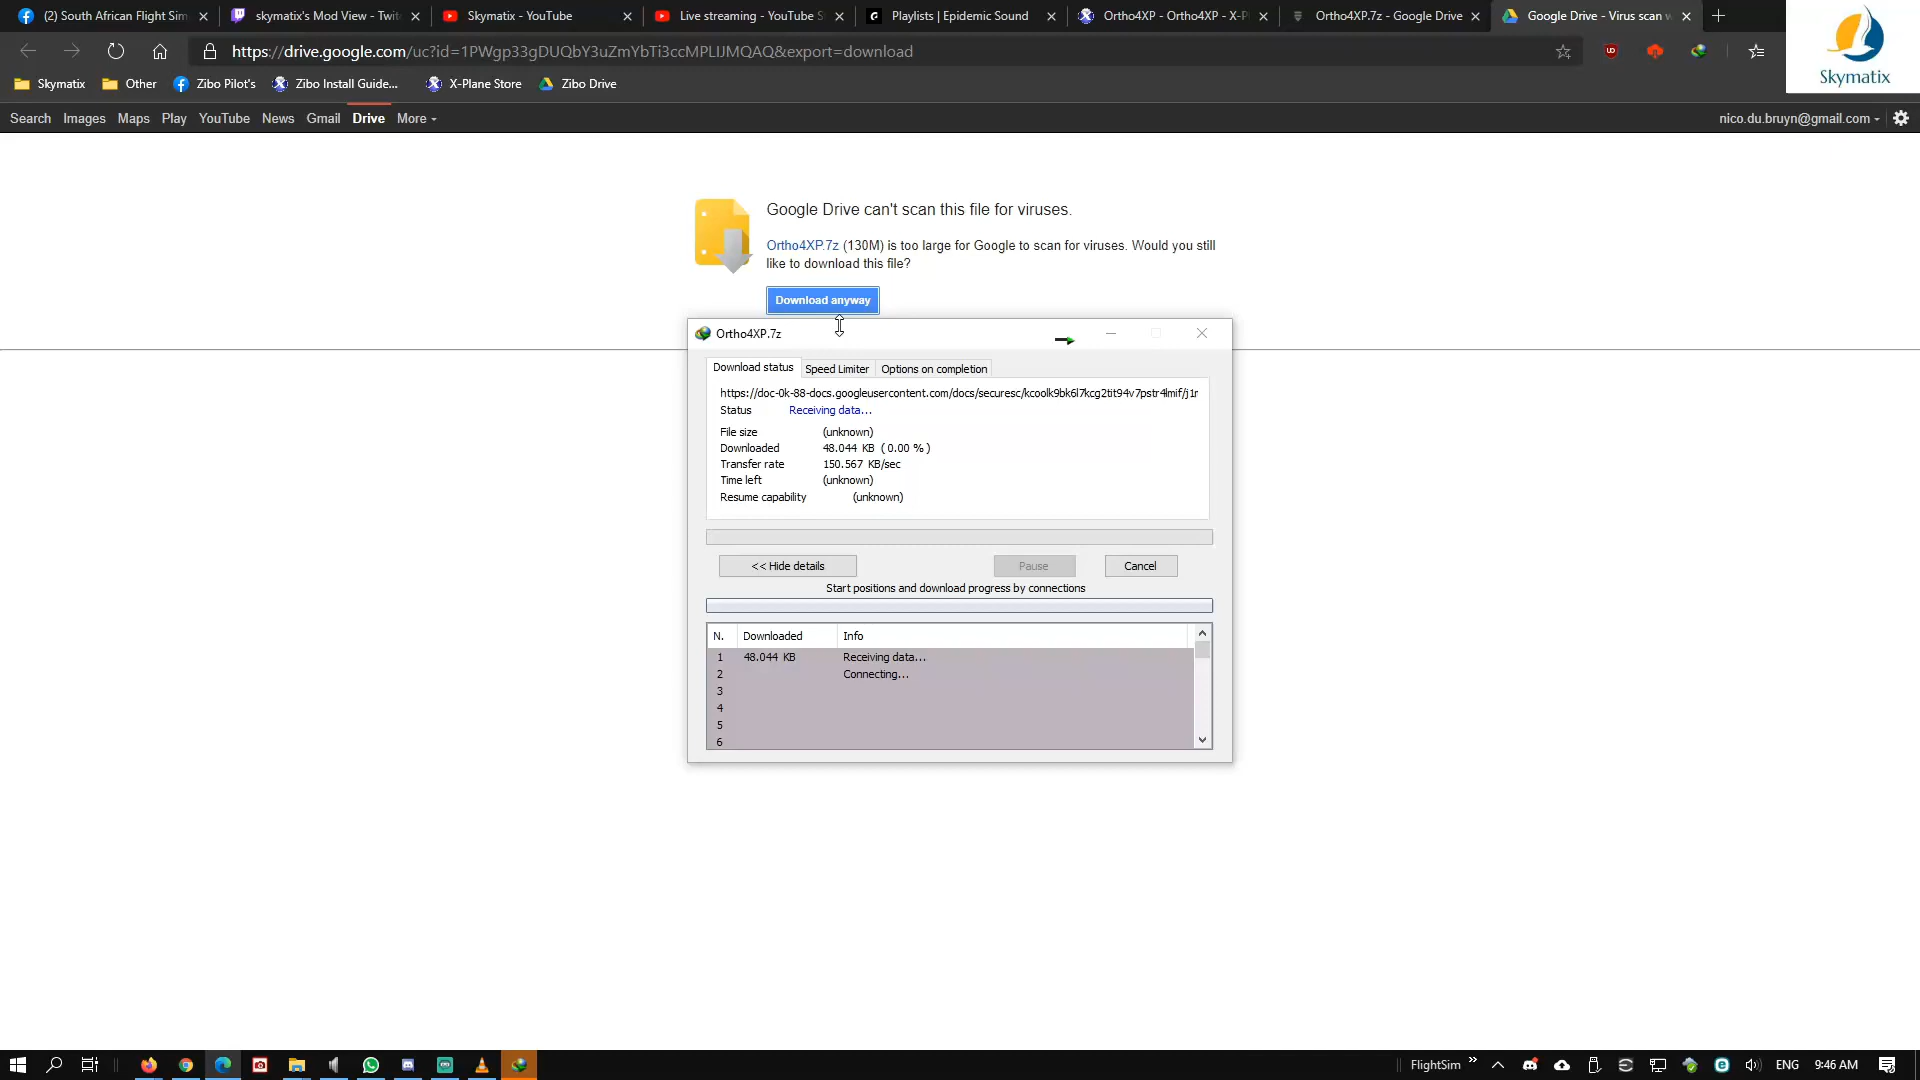 (2) South African Flight Sim
skymatix's Mod View - Twit
Skymatix - YouTube
Live streaming - YouTube S
Playlists | Epidemic Sound
Ortho4XP - Ortho4XP - X-P
Ortho4XP.7z - Google Drive
Google Drive - Virus scan w
https://drive.google.com/uc?id=1PWgp33gDUQbY3uZmYbTi3ccMPLIJMQAQ&export=download
Skymatix
Skymatix
Other
Zibo Pilot's
Zibo Install Guide...
X-Plane Store
Zibo Drive
Search
Images
Maps
Play
YouTube
News
Gmail
Drive
More
nico.du.bruyn@gmail.com
Google Drive can't scan this file for viruses.
Ortho4XP.7z (130M) is too large for Google to scan for viruses. Would you still
like to download this file?
Download anyway
Ortho4XP.7z
Download status
Speed Limiter
Options on completion
https://doc-0k-88-docs.googleusercontent.com/docs/securesc/kcoolk9bk6l7kcg2tit94v7pstr4lmif/j1r
Status Receiving data...
File size (unknown)
Downloaded 48.044 KB ( 0.00 % )
Transfer rate 150.567 KB/sec
Time left (unknown)
Resume capability (unknown)
<< Hide details
Pause
Cancel
Start positions and download progress by connections
N. Downloaded Info
1 48.044 KB Receiving data...
2 Connecting...
3
4
5
6
FlightSim
ENG
9:46 AM